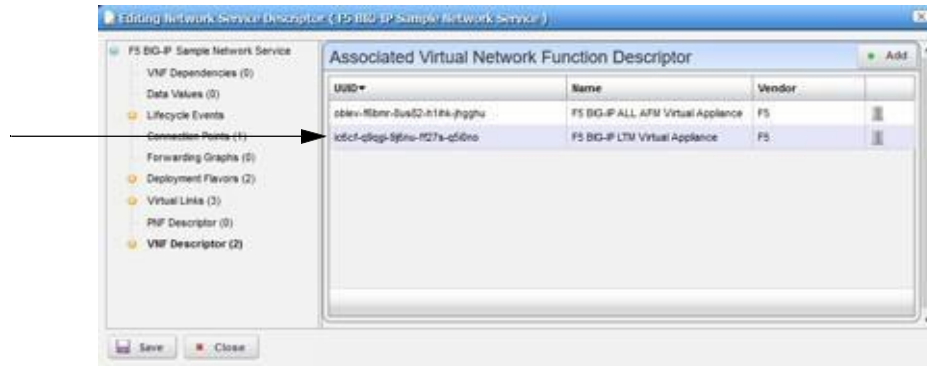 Editing Network Service Descriptor ( F5 BIG-IP Sample Network Service )
F5 BIG-IP Sample Network Service
VNF Dependencies (0)
Data Values (0)
Lifecycle Events
Connection Points (1)
Forwarding Graphs (0)
Deployment Flavors (2)
Virtual Links (3)
PNF Descriptor (0)
VNF Descriptor (2)
Associated Virtual Network Function Descriptor
Add
UUID Name Vendor
F5 BIG-IP ALL AFM Virtual Appliance F5
F5 BIG-IP LTM Virtual Appliance F5
Save Close